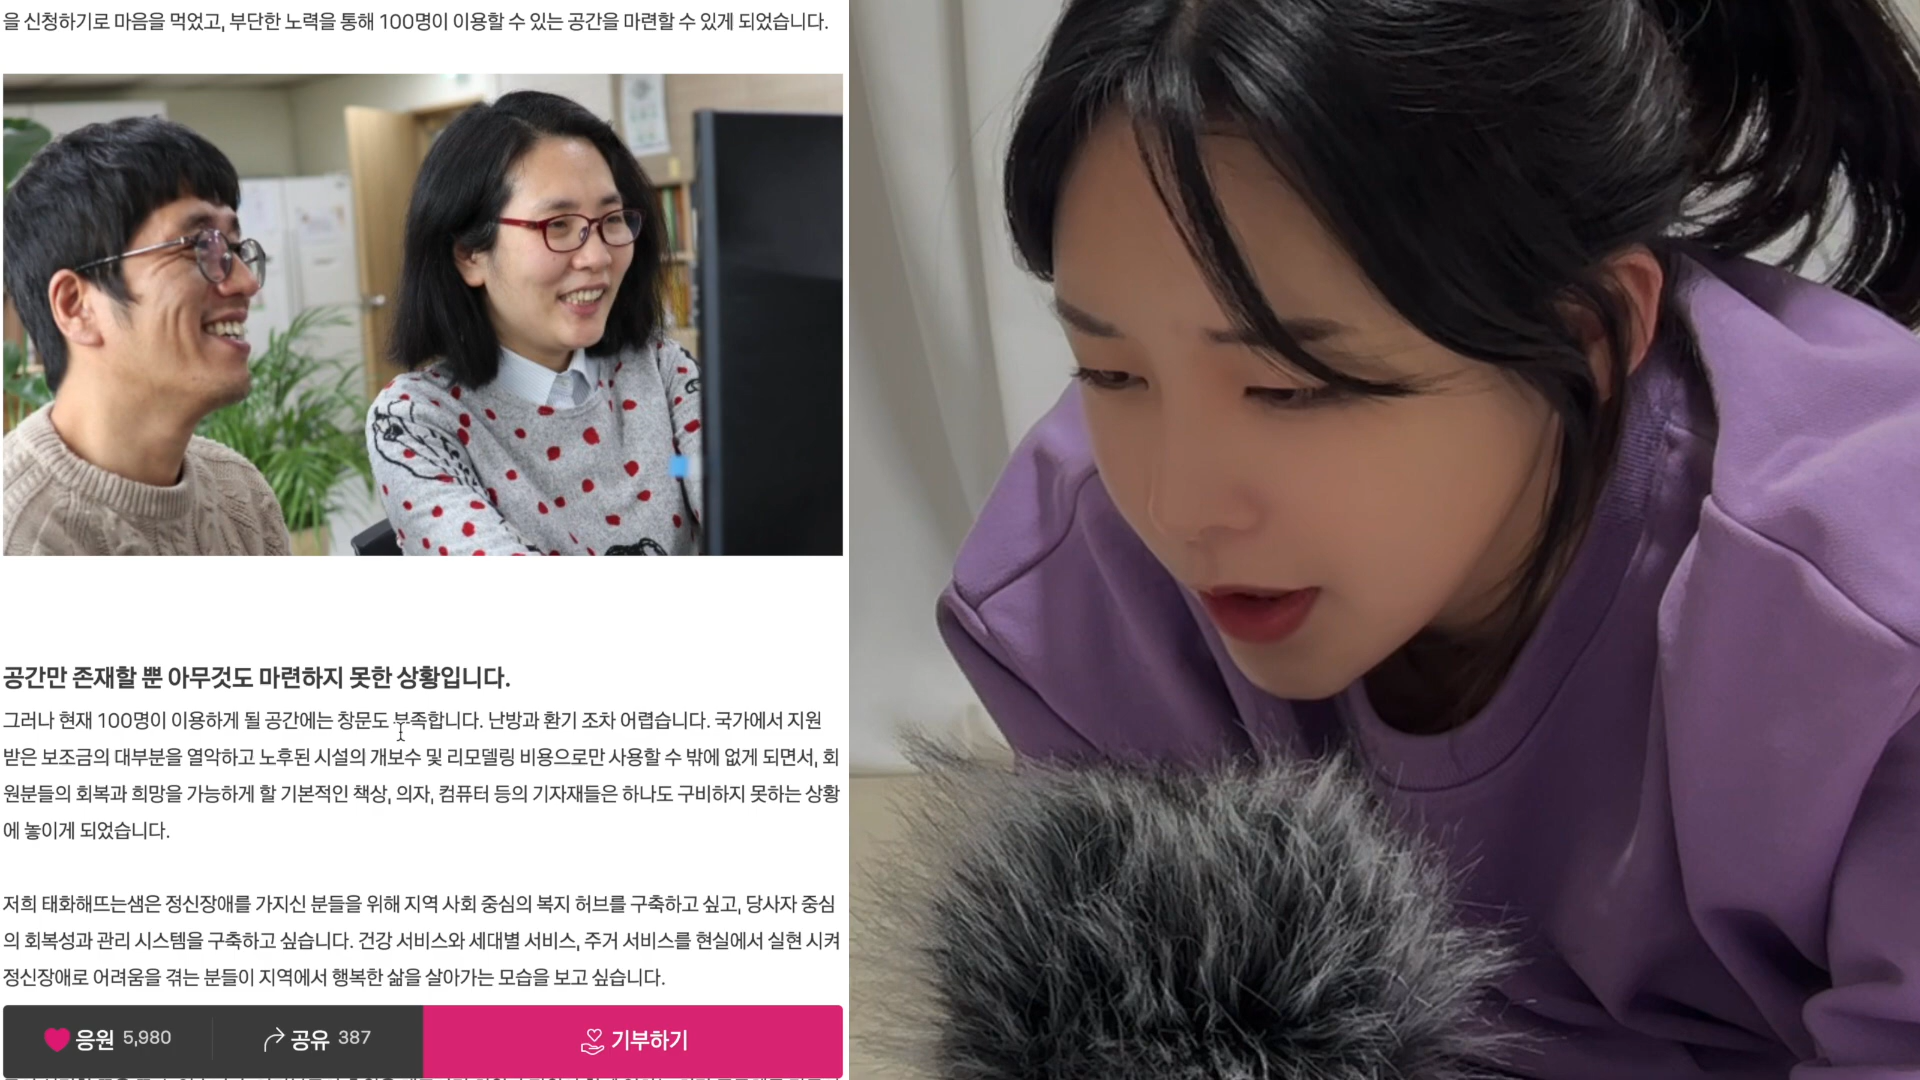 을 신청하기로 마음을 먹었고, 부단한 노력을 통해 100명이 이용할 수 있는 공간을 마련할 수 있게 되었습니다.
공간만 존재할 뿐 아무것도 마련하지 못한 상황입니다.
그러나 현재 100명이 이용하게 될 공간에는 창문도 부족합니다. 난방과 환기 조차 어렵습니다. 국가에서 지원
받은 보조금의 대부분을 열악하고 노후된 시설의 개보수 및 리모델링 비용으로만 사용할 수 밖에 없게 되면서, 회
원분들의 회복과 희망을 가능하게 할 기본적인 책상, 의자, 컴퓨터 등의 기자재들은 하나도 구비하지 못하는 상황
에 놓이게 되었습니다.
저희 태화해뜨는샘은 정신장애를 가지신 분들을 위해 지역 사회 중심의 복지 허브를 구축하고 싶고, 당사자 중심
의 회복성과 관리 시스템을 구축하고 싶습니다. 건강 서비스와 세대별 서비스, 주거 서비스를 현실에서 실현 시켜
정신장애로 어려움을 겪는 분들이 지역에서 행복한 삶을 살아가는 모습을 보고 싶습니다.
응원 5,980 공유 387 기부하기